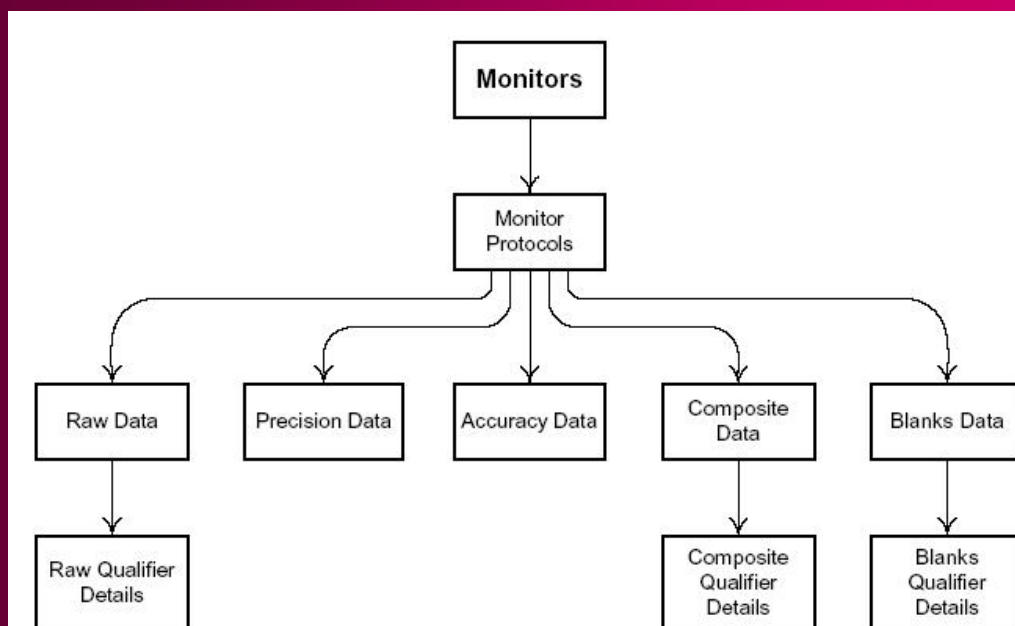 Monitors
Monitor
Protocols
Raw Data
Precision Data
Accuracy Data
Composite
Data
Blanks Data
Raw Qualifier
Details
Composite
Qualifier
Details
Blanks
Qualifier
Details